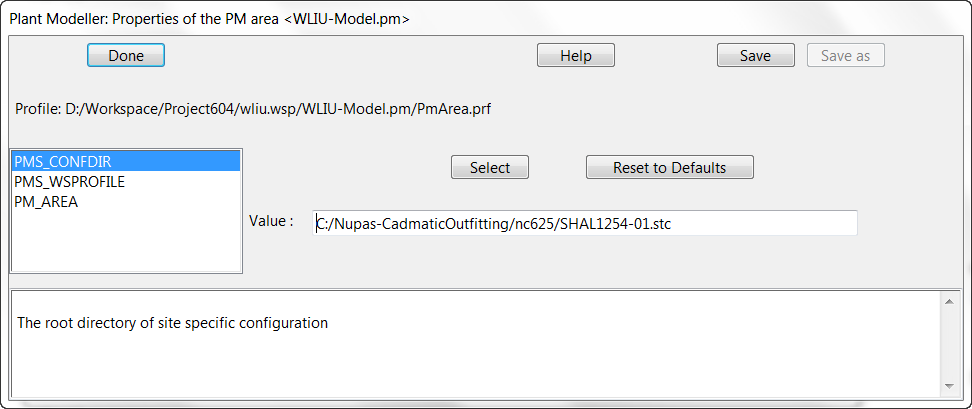 Plant Modeller: Properties of the PM area <WLIU-Model.pm>
Done Help Save Save as
Profile: D:/Workspace/Project604/wliu.wsp/WLIU-Model.pm/PmArea.prf
PMS_CONFDIR
PMS_WSPROFILE
PM_AREA
Select Reset to Defaults
Value : C:/Nupas-CadmaticOutfitting/nc625/SHAL1254-01.stc
The root directory of site specific configuration